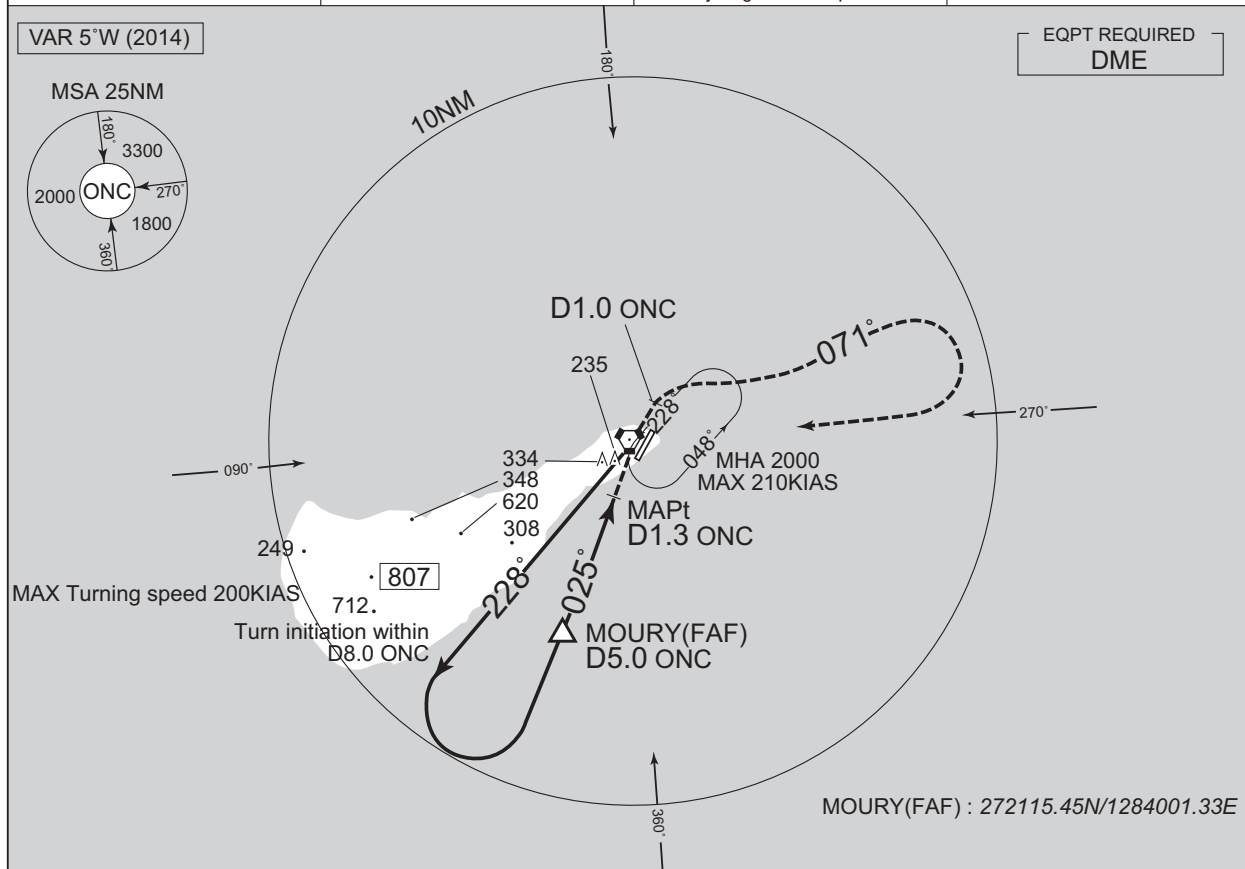 VAR 5°W (2014)
EQPT REQUIRED
DME
MSA 25NM
180°
3300
2000
ONC
270°
1800
360°
10NM
180°
D1.0 ONC
071°
235
228°
270°
048°
MHA 2000
MAX 210KIAS
090°
334
348
620
308
MAPt
D1.3 ONC
249
807
228°
025°
MAX Turning speed 200KIAS
712
Turn initiation within
D8.0 ONC
MOURY(FAF)
D5.0 ONC
360°
MOURY(FAF) : 272115.45N/1284001.33E